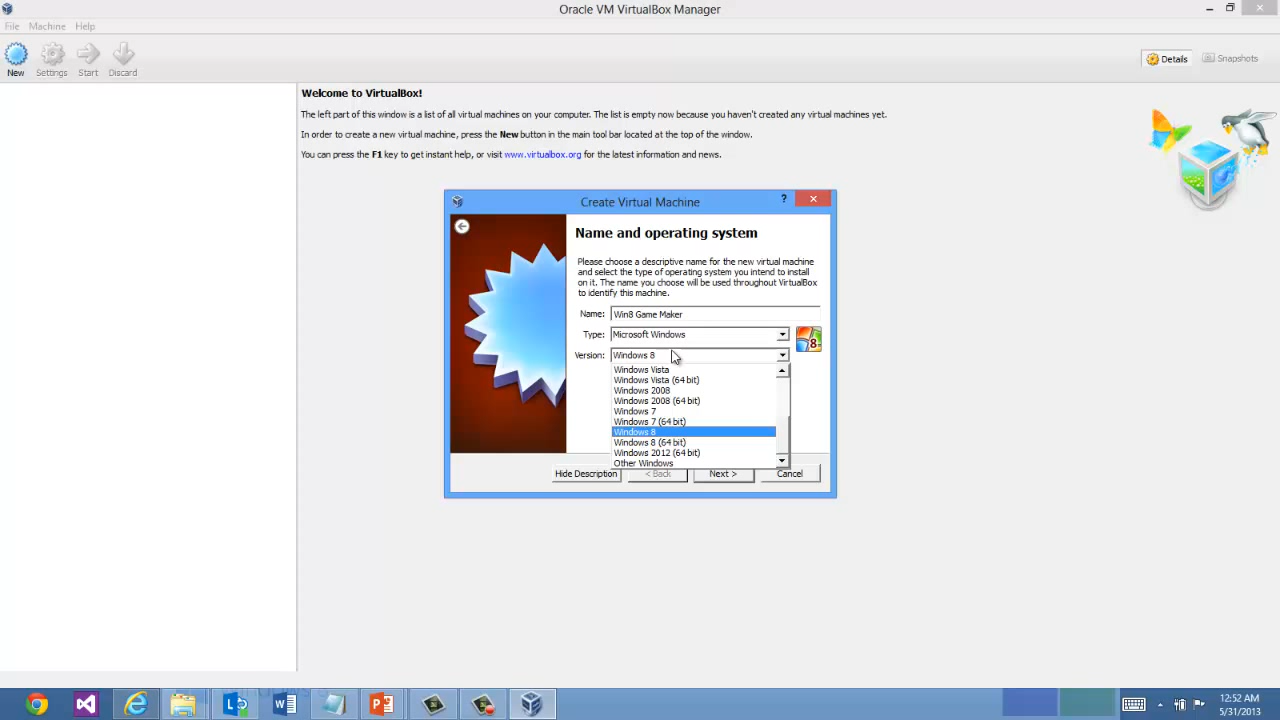 Oracle VM VirtualBox Manager
File Machine Help
New Settings Start Discard
Details Snapshots
Welcome to VirtualBox!
The left part of this window is a list of all virtual machines on your computer. The list is empty now because you haven't created any virtual machines yet.
In order to create a new virtual machine, press the New button in the main tool bar located at the top of the window.
You can press the F1 key to get instant help, or visit www.virtualbox.org for the latest information and news.
Create Virtual Machine
?
Name and operating system
Please choose a descriptive name for the new virtual machine
and select the type of operating system you intend to install
on it. The name you choose will be used throughout VirtualBox
to identify this machine.
Name: Win8 Game Maker
Type: Microsoft Windows
8
Version: Windows 8
Windows Vista
Windows Vista (64 bit)
Windows 2008
Windows 2008 (64 bit)
Windows 7
Windows 7 (64 bit)
Windows 8
Windows 8 (64 bit)
Windows 2012 (64 bit)
Other Windows
Hide Description < Back Next > Cancel
12:52 AM
5/31/2013